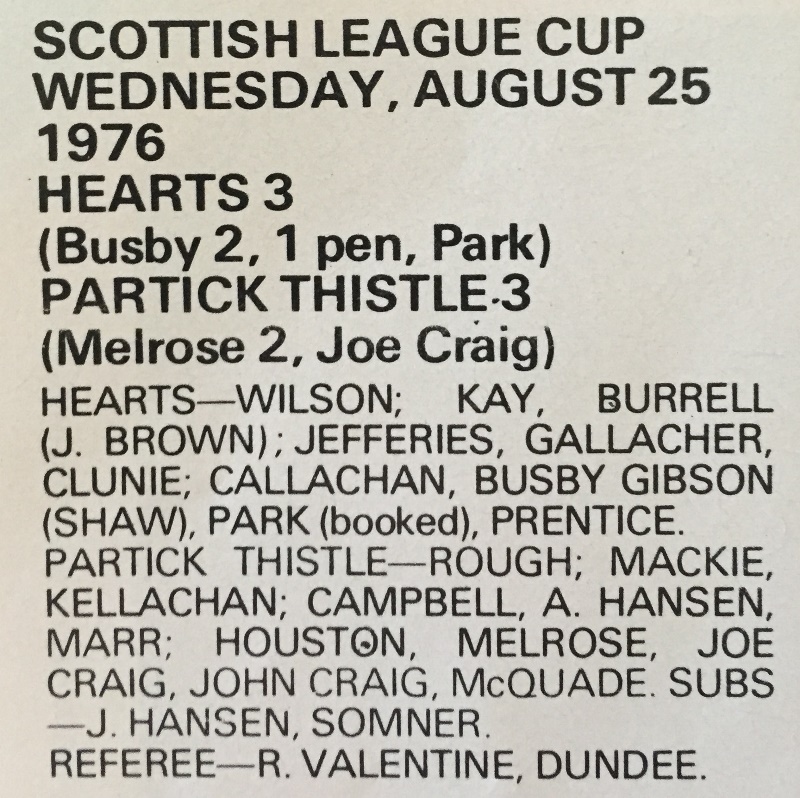 SCOTTISH LEAGUE CUP
WEDNESDAY, AUGUST 25
1976
HEARTS 3
(Busby 2, 1 pen, Park)
PARTICK THISTLE 3
(Melrose 2, Joe Craig)
HEARTS—WILSON; KAY, BURRELL
(J. BROWN); JEFFERIES, GALLACHER,
CLUNIE; CALLACHAN, BUSBY GIBSON
(SHAW), PARK (booked), PRENTICE.
PARTICK THISTLE—ROUGH; MACKIE,
KELLACHAN; CAMPBELL, A. HANSEN,
MARR; HOUSTON, MELROSE, JOE
CRAIG, JOHN CRAIG, McQUADE. SUBS
—J. HANSEN, SOMNER.
REFEREE—R. VALENTINE, DUNDEE.